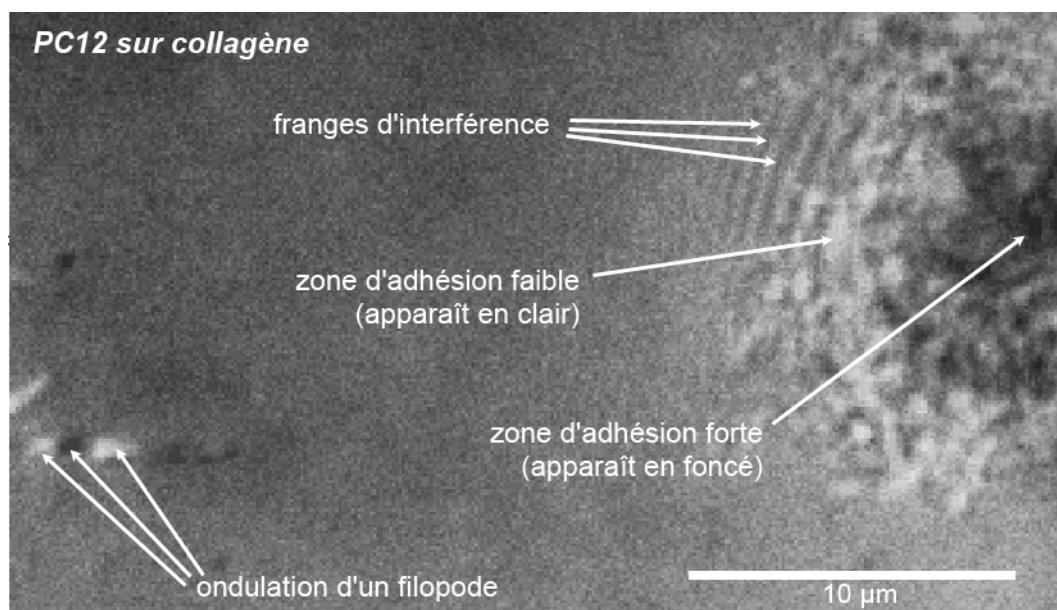 PC12 sur collagène
franges d'interférence
zone d'adhésion faible
(apparaît en clair)
zone d'adhésion forte
(apparaît en foncé)
ondulation d'un filopode
10 µm